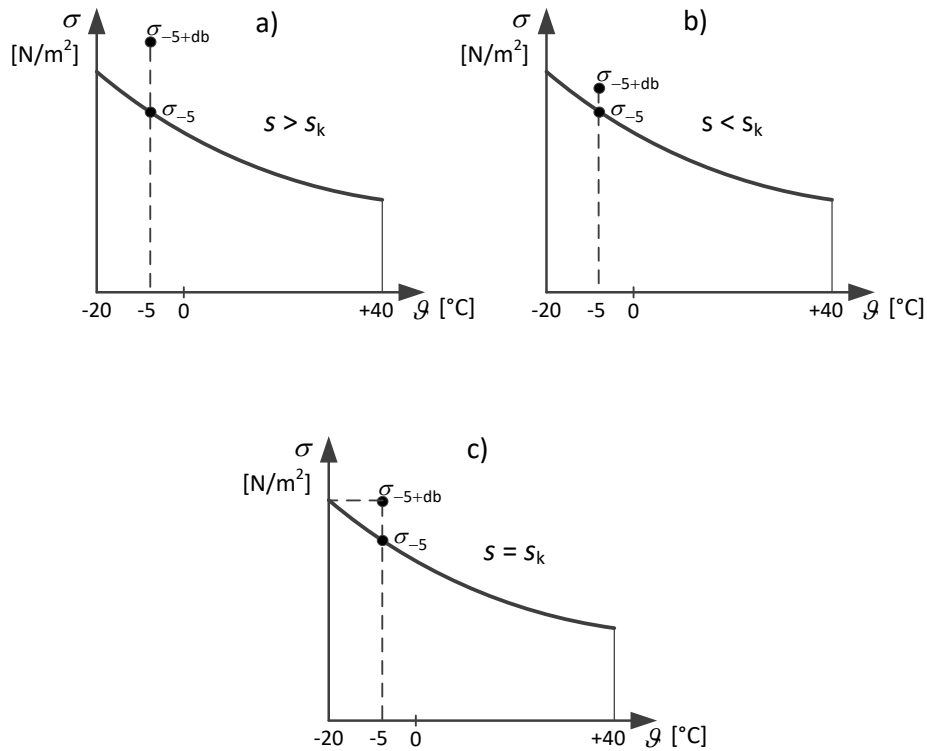 σ
[N/m²]
a)
σ₋₅₊db
σ₋₅
s > sₖ
-20
-5
0
+40
ϑ [°C]
σ
[N/m²]
b)
σ₋₅₊db
σ₋₅
s < sₖ
-20
-5
0
+40
ϑ [°C]
σ
[N/m²]
c)
σ₋₅₊db
σ₋₅
s = sₖ
-20
-5
0
+40
ϑ [°C]